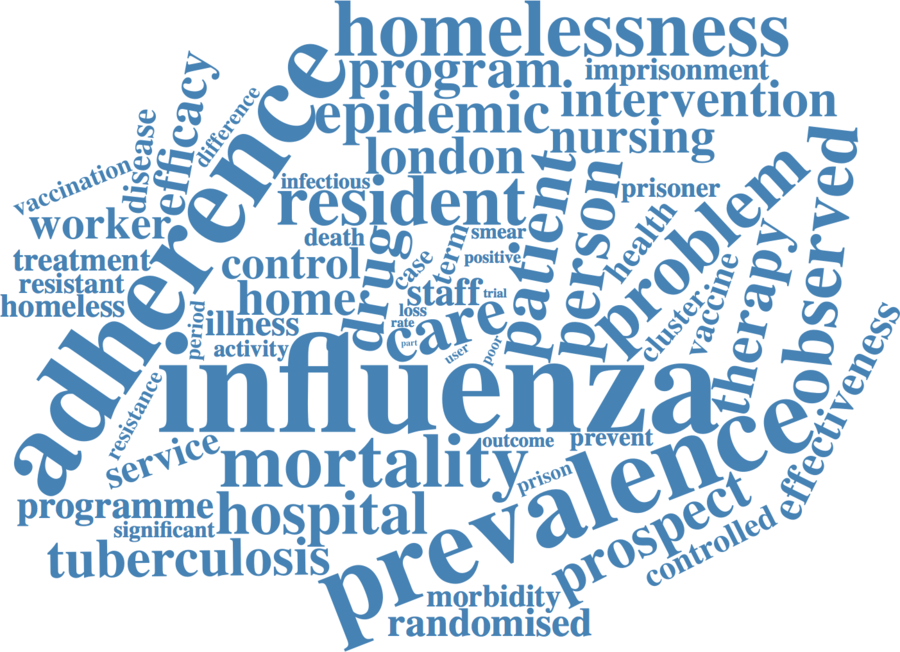 homelessness
program
imprisonment
epidemic
intervention
adherence
efficacy
difference
disease
vaccination
london
nursing
infectious
resident
patient
person
prisoner
problem
observed
worker
death
drug
term
smear
health
treatment
control
case
positive
resistant
home
staff
trial
cluster
vaccine
therapy
homeless
period
illness
loss
rate
care
part
user
poor
activity
influenza
effectiveness
resistance
service
mortality
outcome
prevent
prison
prevalence
programme
significant
hospital
prospect
controlled
tuberculosis
morbidity
randomised